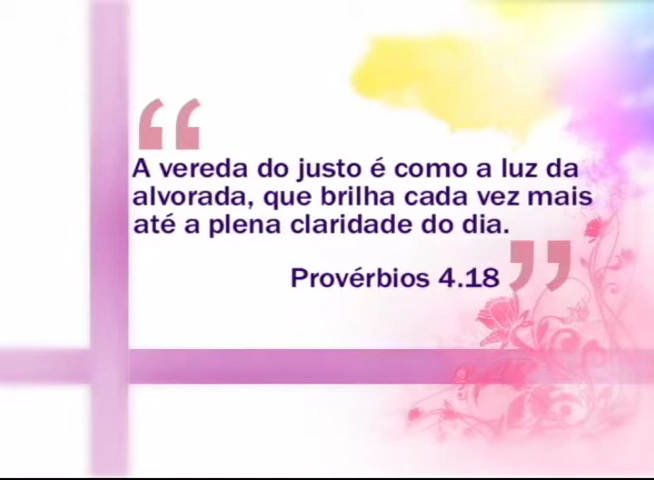 “
A vereda do justo é como a luz da
alvorada, que brilha cada vez mais
até a plena claridade do dia.
Provérbios 4.18 ”